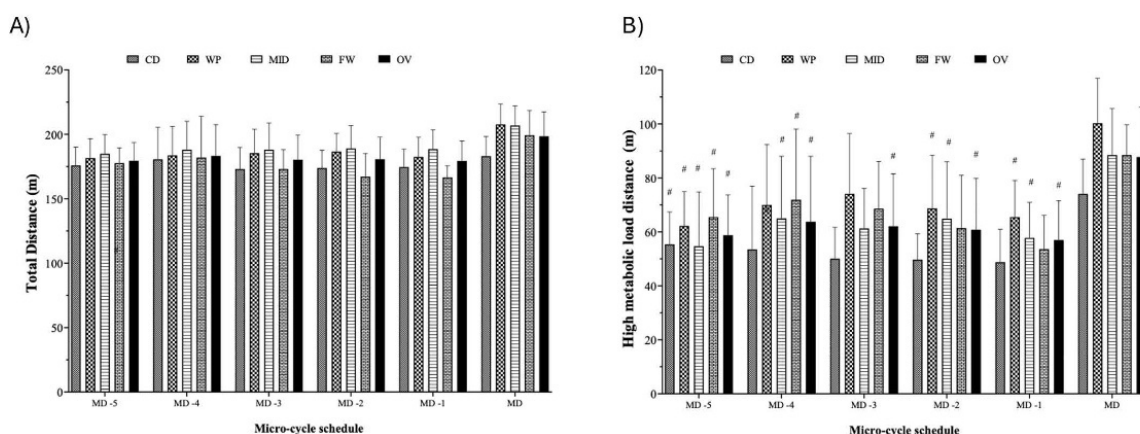 A)
CD WP MID FW OV
250
200
150
100
50
0
Total Distance (m)
#
MD -5 MD -4 MD -3 MD -2 MD -1 MD
Micro-cycle schedule
B)
CD WP MID FW OV
120
100
80
60
40
20
0
High metabolic load distance (m)
# # # # # # # # # # # # # # #
MD -5 MD -4 MD -3 MD -2 MD -1 MD
Micro-cycle schedule